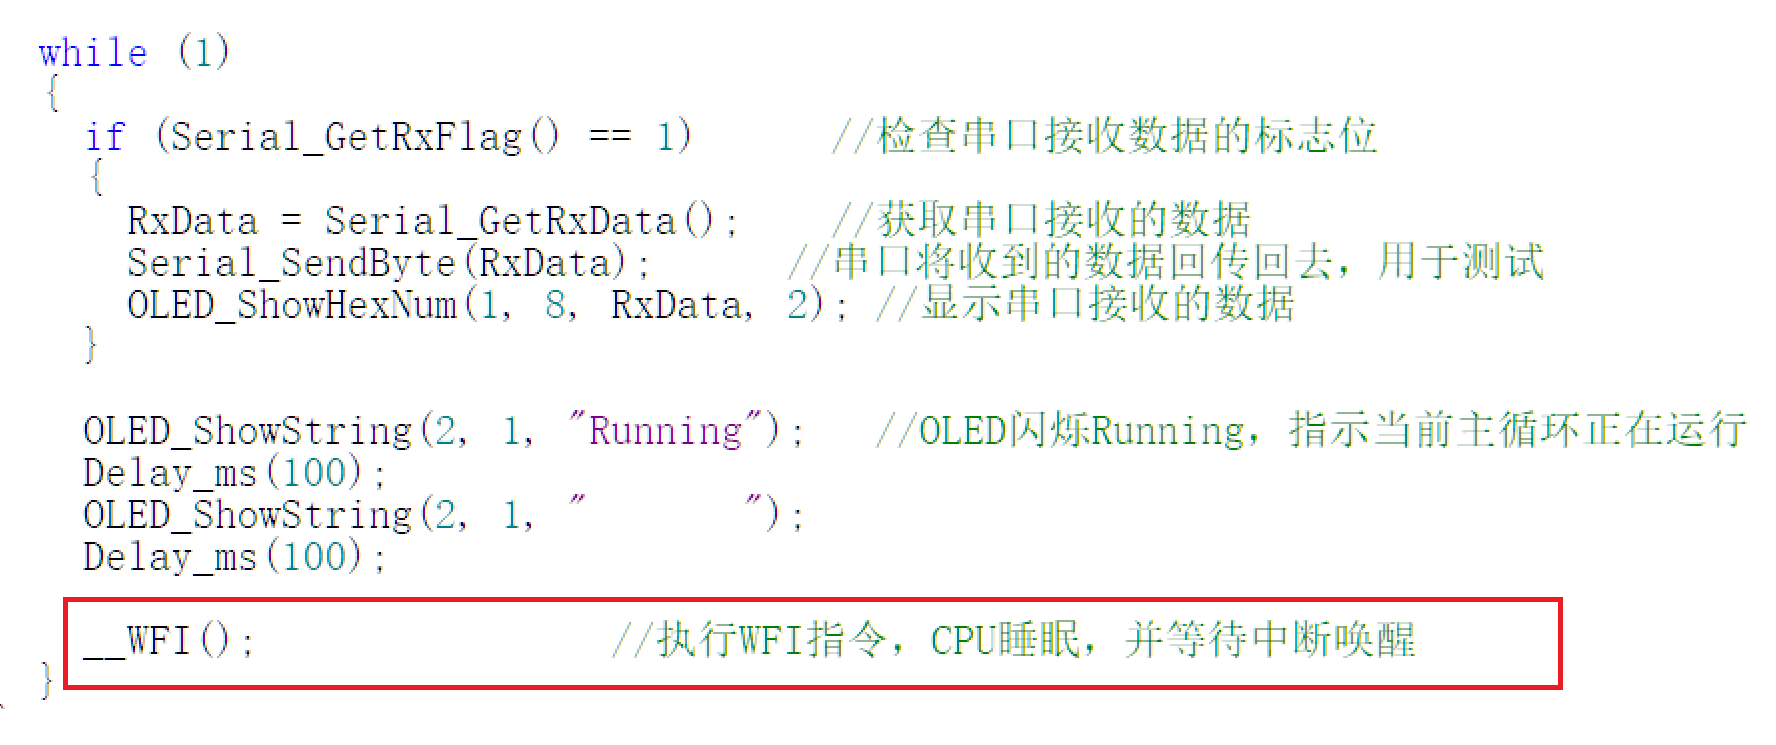 while (1)
{
if (Serial_GetRxFlag() == 1) //检查串口接收数据的标志位
{
RxData = Serial_GetRxData(); //获取串口接收的数据
Serial_SendByte(RxData); //串口将收到的数据回传回去，用于测试
OLED_ShowHexNum(1, 8, RxData, 2); //显示串口接收的数据
}
OLED_ShowString(2, 1, "Running"); //OLED闪烁Running，指示当前主循环正在运行
Delay_ms(100);
OLED_ShowString(2, 1, "       ");
Delay_ms(100);
__WFI(); //执行WFI指令，CPU睡眠，并等待中断唤醒
}